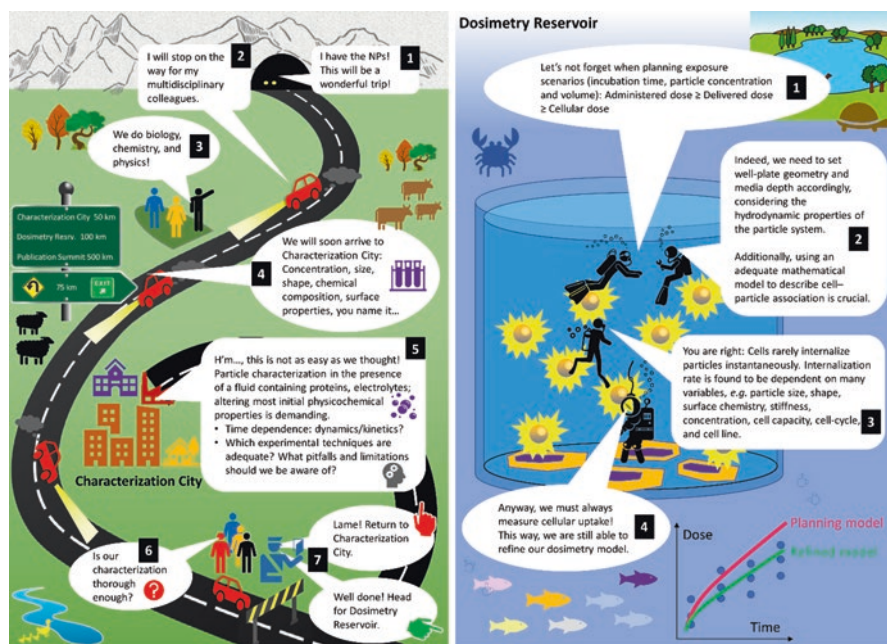 1
I have the NPs!
This will be a
wonderful trip!
2
I will stop on the
way for my
multidisciplinary
colleagues.
3
We do biology,
chemistry, and
physics!
Characterization City 50 km
Dosimetry Resrv. 100 km
Publication Summit 500 km
75 km
EXIT
4
We will soon arrive to
Characterization City:
Concentration, size,
shape, chemical
composition, surface
properties, you name it…
5
H'm…, this is not as easy as we thought!
Particle characterization in the presence
of a fluid containing proteins, electrolytes;
altering most initial physicochemical
properties is demanding.
• Time dependence: dynamics/kinetics?
• Which experimental techniques are
adequate? What pitfalls and limitations
should we be aware of?
Characterization City
6
Is our
characterization
thorough
enough?
?
7
Lame! Return to
Characterization
City.
Well done! Head
for Dosimetry
Reservoir.
Dosimetry Reservoir
Let's not forget when planning exposure
scenarios (incubation time, particle concentration
and volume): Administered dose ≥ Delivered dose
≥ Cellular dose
1
Indeed, we need to set
well-plate geometry and
media depth accordingly,
considering the
hydrodynamic properties
of the particle system.
2
Additionally, using an
adequate mathematical
model to describe cell–
particle association is crucial.
You are right: Cells rarely internalize
particles instantaneously. Internalization
rate is found to be dependent on many
variables, e.g. particle size, shape,
surface chemistry, stiffness,
concentration, cell capacity, cell-cycle,
and cell line.
3
Anyway, we must always
measure cellular uptake!
This way, we are still able to
refine our dosimetry model.
4
Dose
Planning model
Refined model
Time